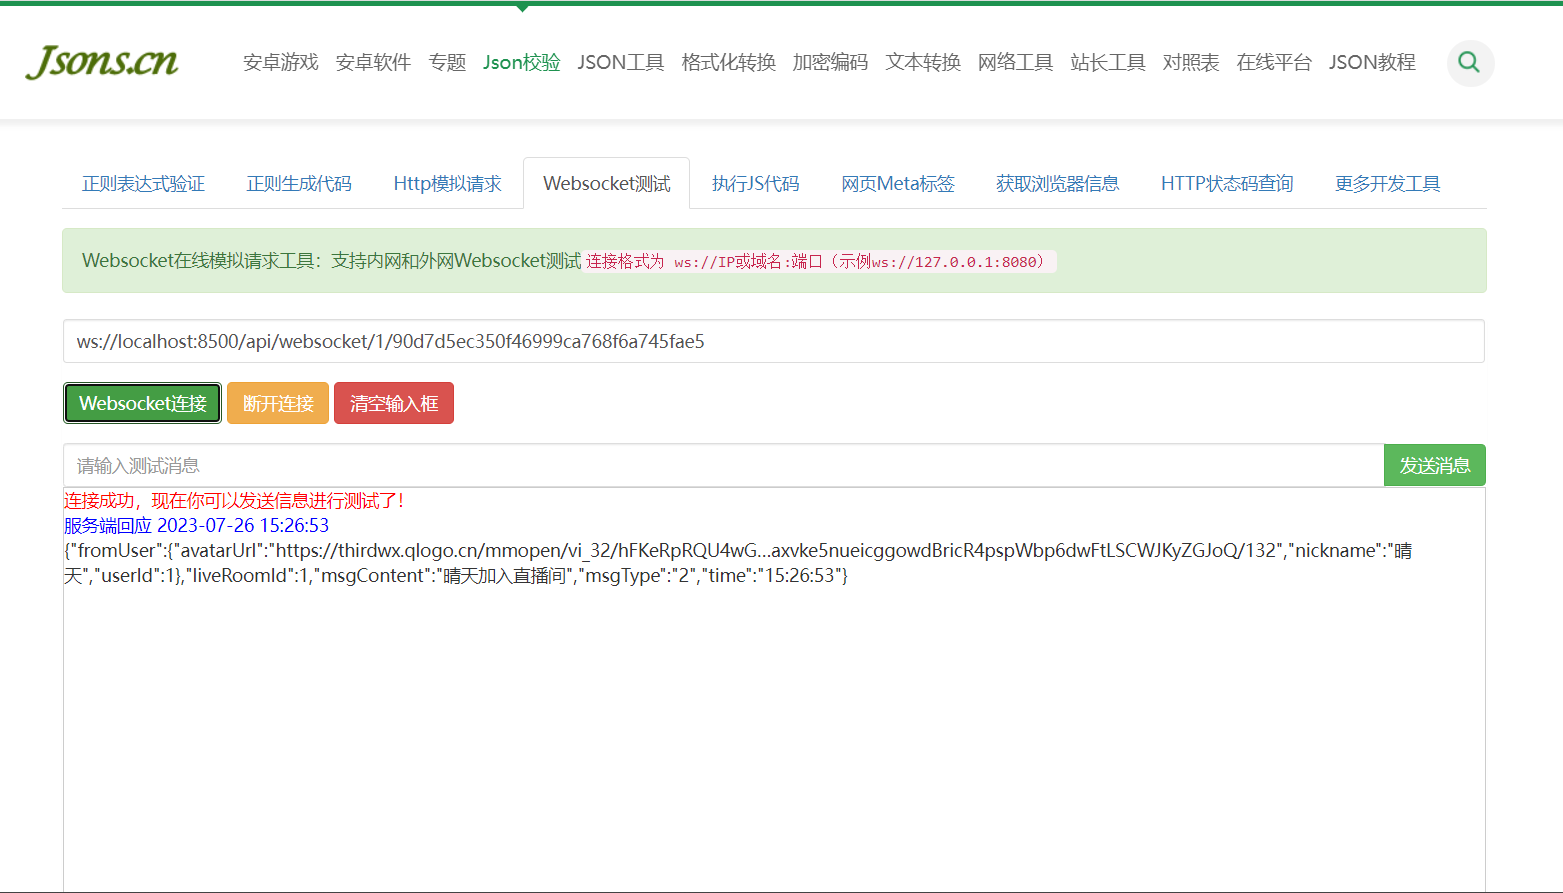 Jsons.cn
安卓游戏 安卓软件 专题 Json校验 JSON工具 格式化转换 加密编码 文本转换 网络工具 站长工具 对照表 在线平台 JSON教程
正则表达式验证 正则生成代码 Http模拟请求 Websocket测试 执行JS代码 网页Meta标签 获取浏览器信息 HTTP状态码查询 更多开发工具
Websocket在线模拟请求工具：支持内网和外网Websocket测试 连接格式为 ws://IP或域名:端口（示例ws://127.0.0.1:8080）
ws://localhost:8500/api/websocket/1/90d7d5ec350f46999ca768f6a745fae5
Websocket连接 断开连接 清空输入框
请输入测试消息 发送消息
连接成功，现在你可以发送信息进行测试了！
服务端回应 2023-07-26 15:26:53
{"fromUser":{"avatarUrl":"https://thirdwx.qlogo.cn/mmopen/vi_32/hFKeRpRQU4wG...axvke5nueicggowdBricR4pspWbp6dwFtLSCWJKyZGJoQ/132","nickname":"晴
天","userId":1},"liveRoomId":1,"msgContent":"晴天加入直播间","msgType":"2","time":"15:26:53"}